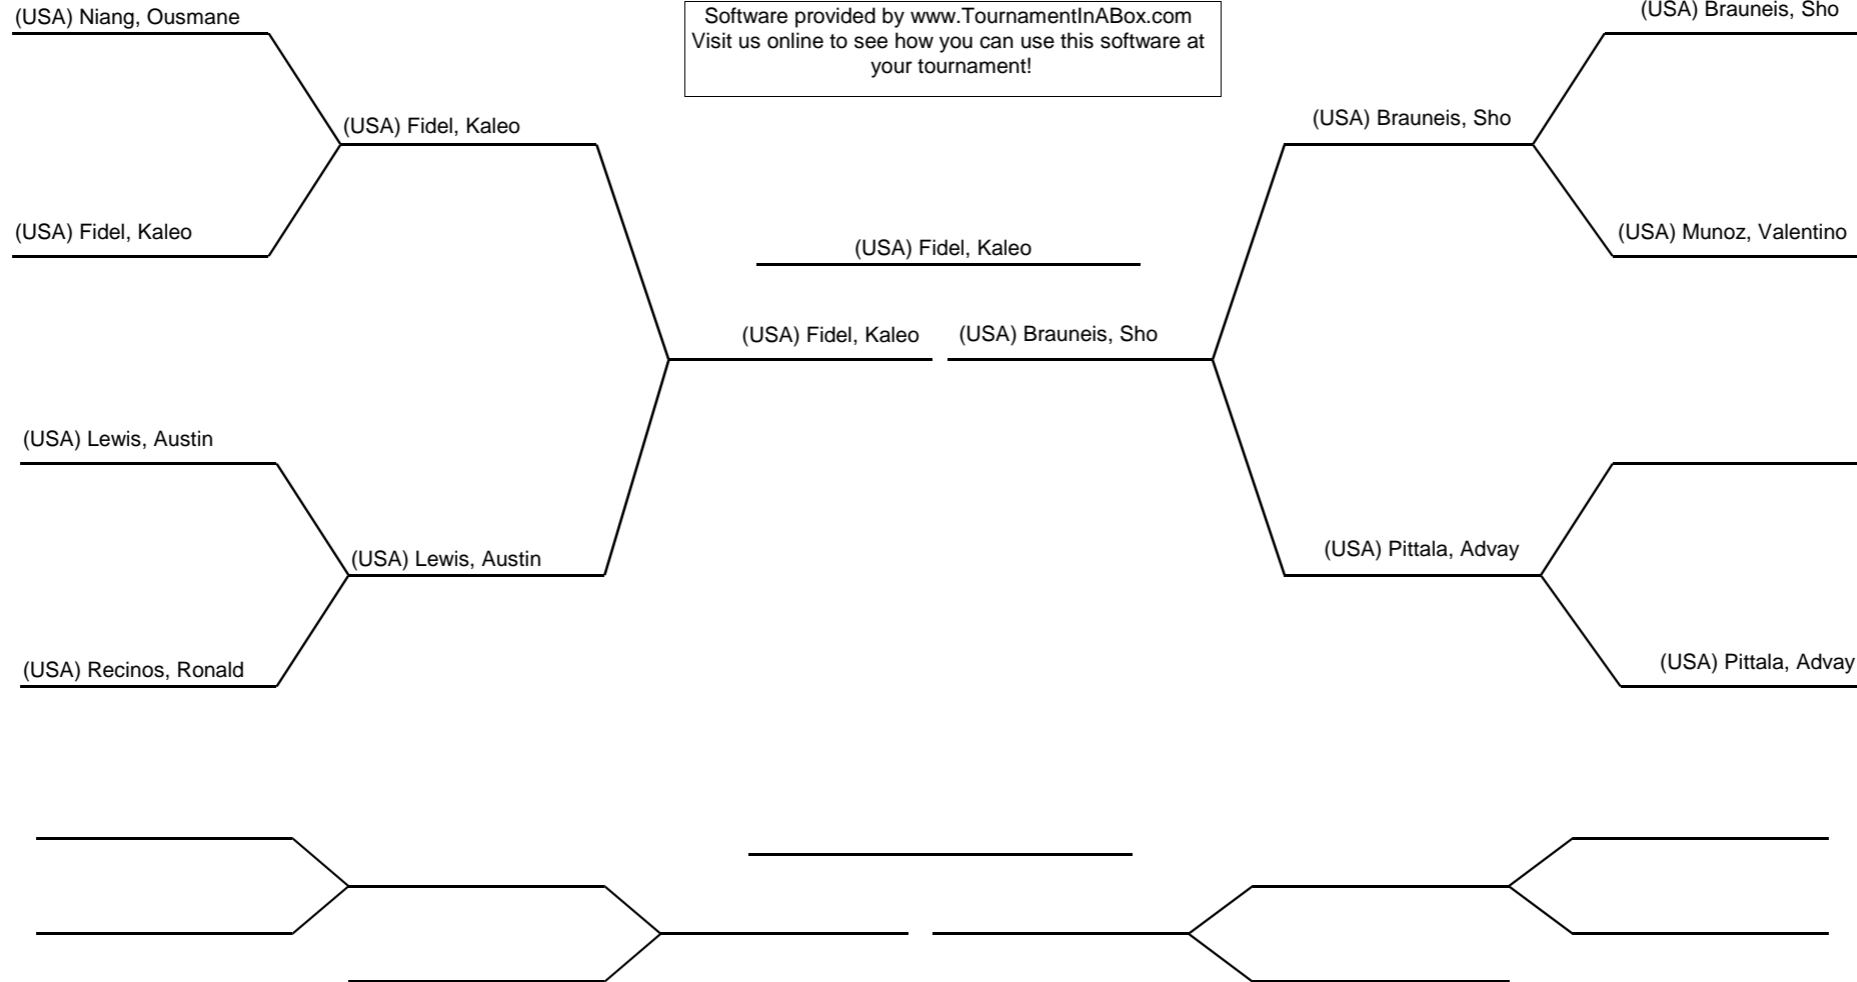 (USA) Niang, Ousmane
Software provided by www.TournamentInABox.com
Visit us online to see how you can use this software at
your tournament!
(USA) Brauneis, Sho
(USA) Fidel, Kaleo
(USA) Brauneis, Sho
(USA) Fidel, Kaleo
(USA) Fidel, Kaleo
(USA) Munoz, Valentino
(USA) Fidel, Kaleo
(USA) Brauneis, Sho
(USA) Lewis, Austin
(USA) Lewis, Austin
(USA) Pittala, Advay
(USA) Recinos, Ronald
(USA) Pittala, Advay